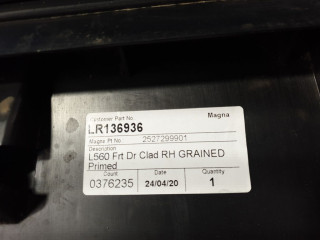 Customer Part No Magna
LR136936
Magna Pt No. 2527299901
Description
L560 Frt Dr Clad RH GRAINED
Primed
Count Quantity
0376235 24/04/20 1